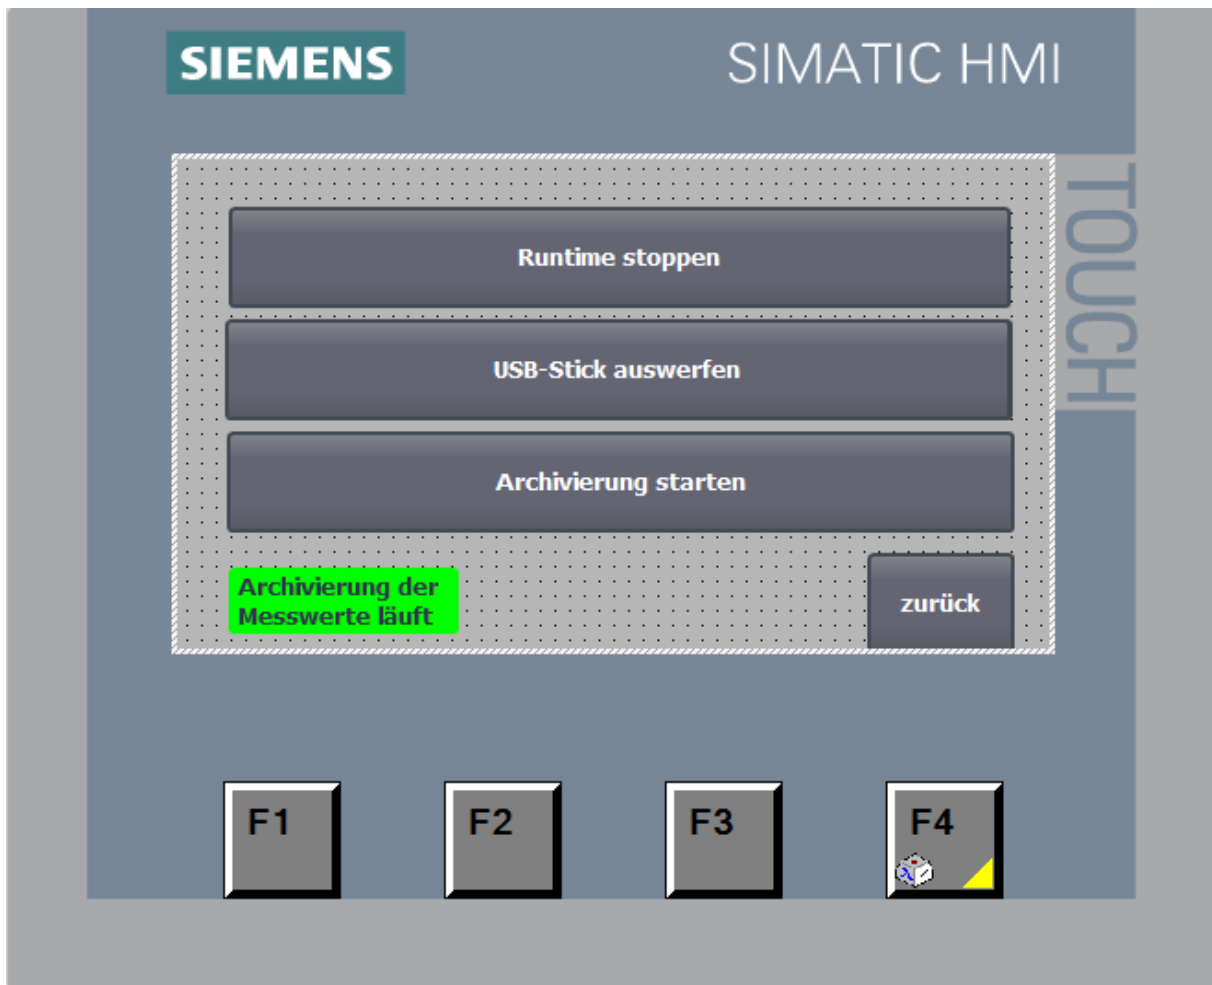 SIEMENS
SIMATIC HMI
TOUCH
Runtime stoppen
USB-Stick auswerfen
Archivierung starten
Archivierung der
Messwerte läuft
zurück
F1
F2
F3
F4